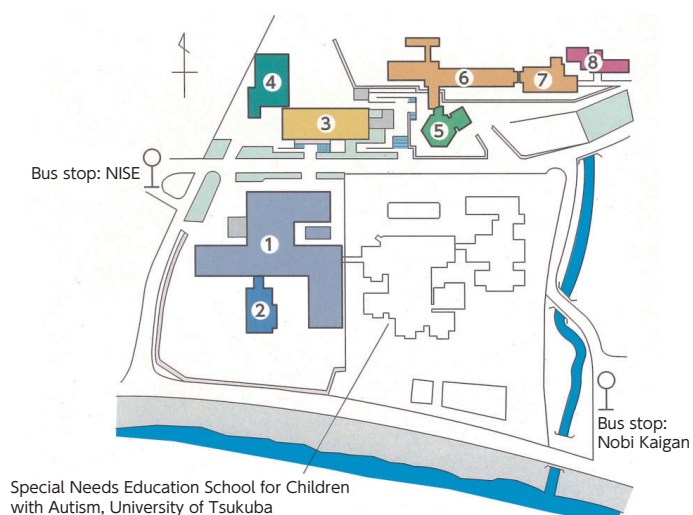 8
6
7
4
3
5
Bus stop: NISE
1
2
Bus stop:
Nobi Kaigan
Special Needs Education School for Children
with Autism, University of Tsukuba